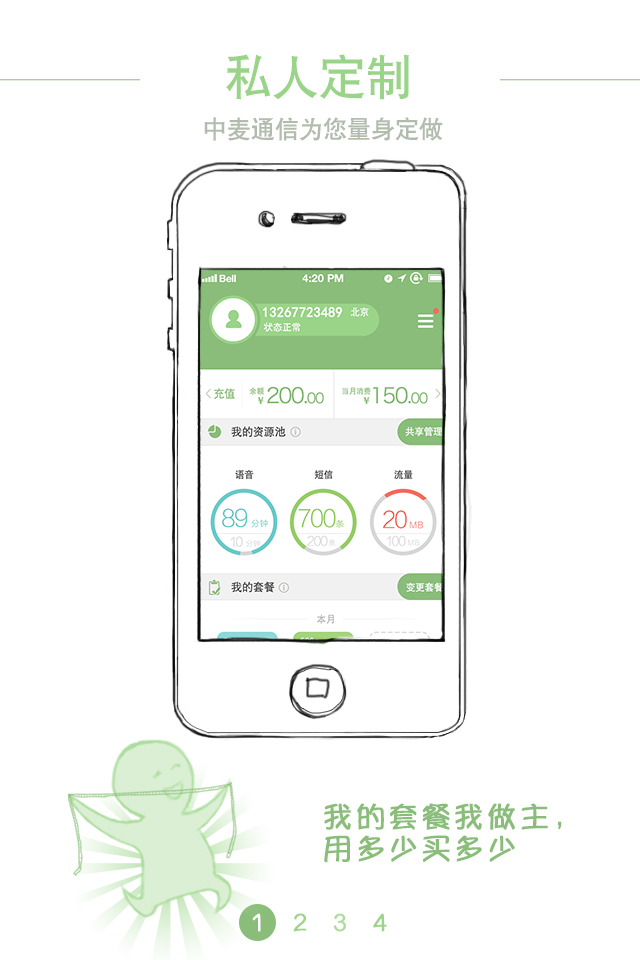 私人定制
中麦通信为您量身定做
Bell 4:20 PM
13267723489 北京
状态正常
充值 余额 ¥ 200.00 当月消费 ¥ 150.00
我的资源池 共享管理
语音 短信 流量
89 分钟 700 条 20 MB
10 分钟 200 条 100 MB
我的套餐 变更套餐
本月
我的套餐我做主,
用多少买多少
1 2 3 4